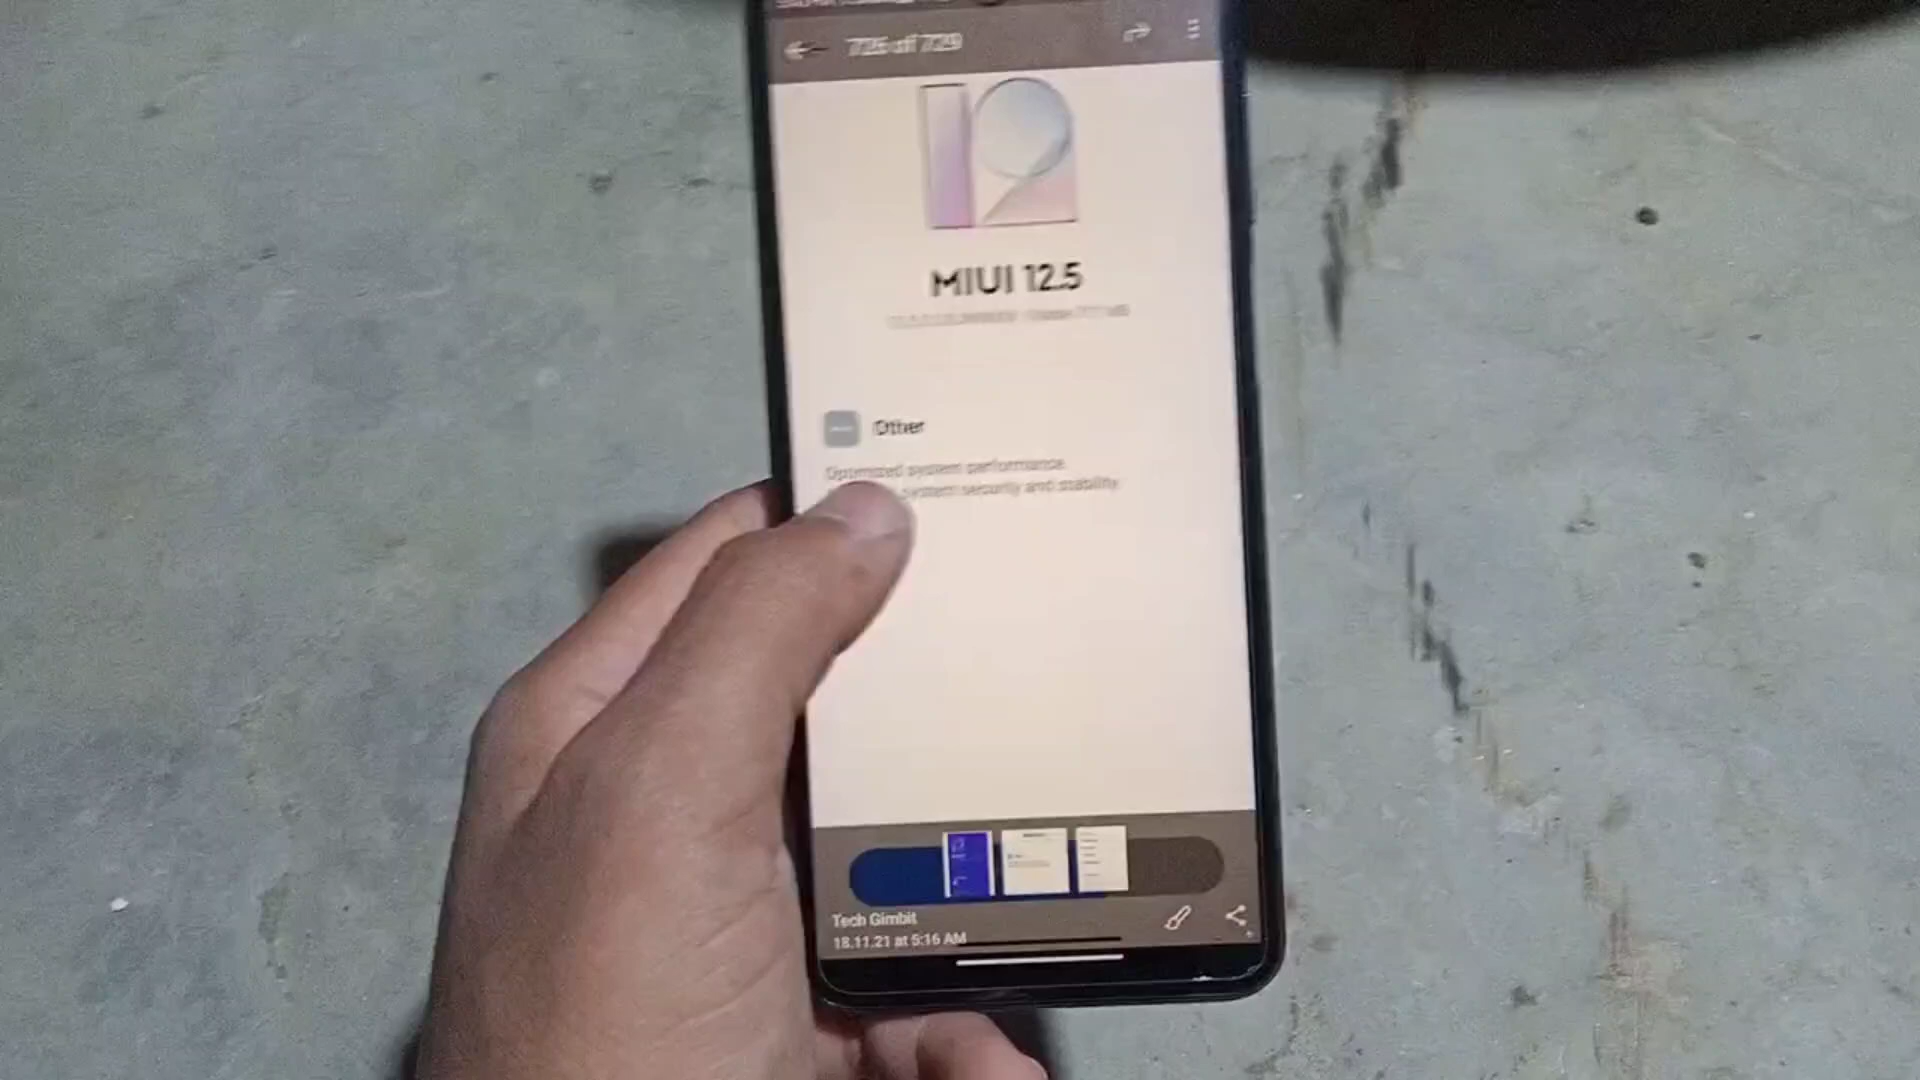 of 729
MIUI 12.5
Other
Optimized system performance.
system security and stability.
Tech Gimbit
18.11.21 at 5:16 AM